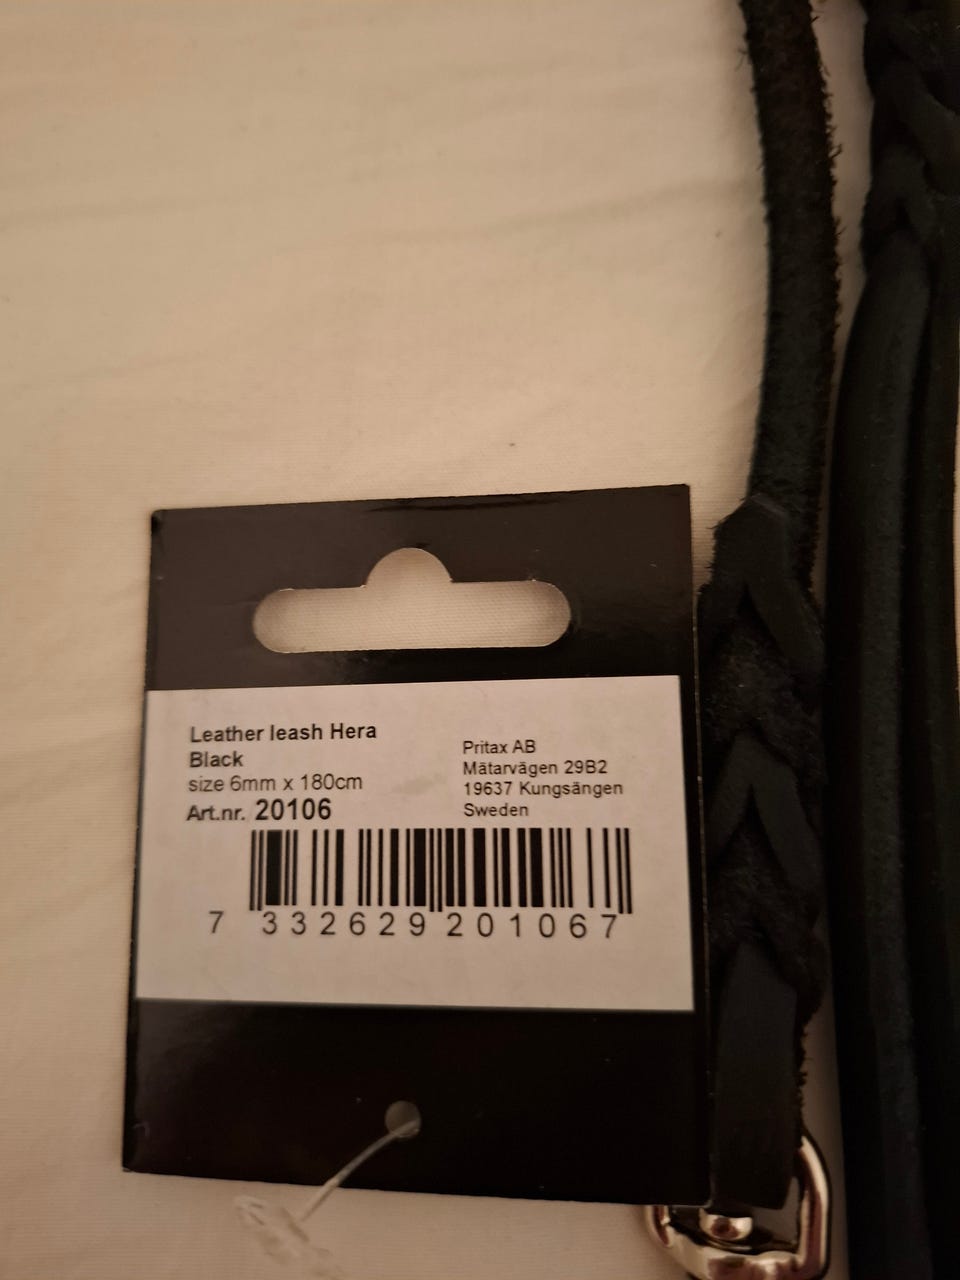 Leather leash Hera
Black
size 6mm x 180cm
Art.nr. 20106
Pritax AB
Mätarvägen 29B2
19637 Kungsängen
Sweden
7 332629 201067